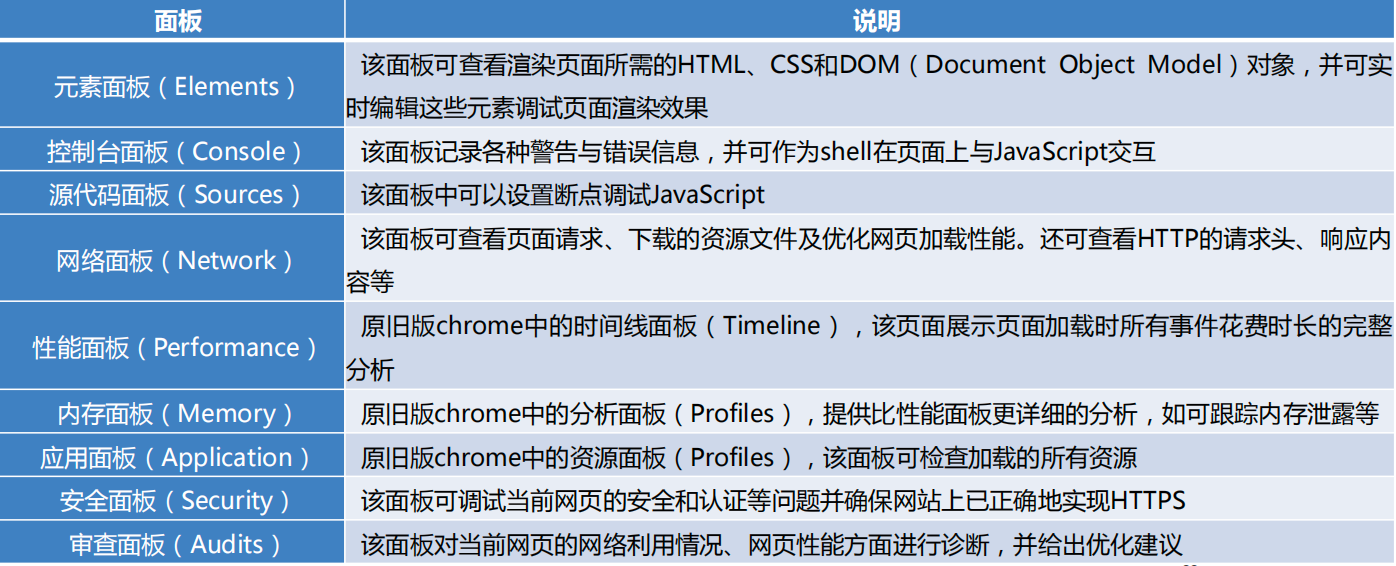 面板 说明
元素面板（Elements） 该面板可查看渲染页面所需的HTML、CSS和DOM（Document Object Model）对象，并可实
时编辑这些元素调试页面渲染效果
控制台面板（Console） 该面板记录各种警告与错误信息，并可作为shell在页面上与JavaScript交互
源代码面板（Sources） 该面板中可以设置断点调试JavaScript
网络面板（Network） 该面板可查看页面请求、下载的资源文件及优化网页加载性能。还可查看HTTP的请求头、响应内
容等
性能面板（Performance） 原旧版chrome中的时间线面板（Timeline），该页面展示页面加载时所有事件花费时长的完整
分析
内存面板（Memory） 原旧版chrome中的分析面板（Profiles），提供比性能面板更详细的分析，如可跟踪内存泄露等
应用面板（Application） 原旧版chrome中的资源面板（Profiles），该面板可检查加载的所有资源
安全面板（Security） 该面板可调试当前网页的安全和认证等问题并确保网站上已正确地实现HTTPS
审查面板（Audits） 该面板对当前网页的网络利用情况、网页性能方面进行诊断，并给出优化建议